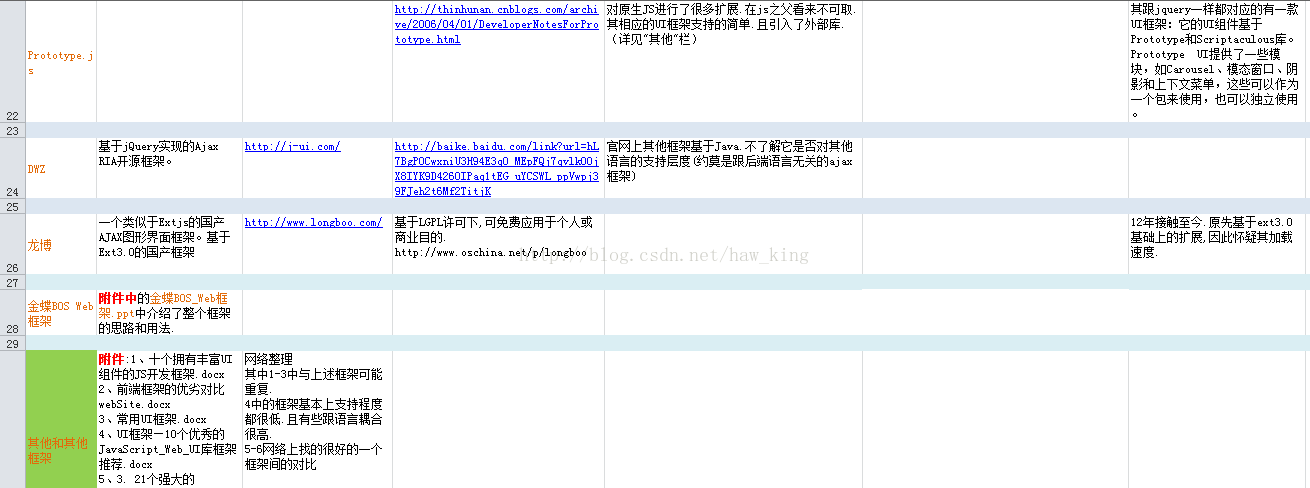 Prototype.j
s
http://thinhunan.cnblogs.com/archi
ve/2006/04/01/DeveloperNotesForPro
totype.html
对原生JS进行了很多扩展.在js之父看来不可取.
其相应的UI框架支持的简单.且引入了外部库.
（详见"其他"栏）
其跟jquery一样都对应的有一款
UI框架：它的UI组件基于
Prototype和Scriptaculous库。
Prototype UI提供了一些模
块，如Carousel、模态窗口、阴
影和上下文菜单，这些可以作为
一个包来使用，也可以独立使用
。
22
23
DWZ
基于jQuery实现的Ajax
RIA开源框架。
http://j-ui.com/
http://baike.baidu.com/link?url=hL
官网上其他框架基于Java.不了解它是否对其他
语言的支持层度(约莫是跟后端语言无关的ajax
框架)
24
25
龙博
一个类似于Extjs的国产
AJAX图形界面框架。基于
Ext3.0的国产框架
http://www.longboo.com/
基于LGPL许可下,可免费应用于个人或
商业目的.
http://www.oschina.net/p/longboo
12年接触至今.原先基于ext3.0
基础上的扩展,因此怀疑其加载
速度.
http://blog.csdn.net/haw_king
26
27
金蝶BOS Web
框架
附件中的金蝶BOS_Web框
架.ppt中介绍了整个框架
的思路和用法.
28
29
其他和其他
框架
附件:1、十个拥有丰富UI
组件的JS开发框架.docx
2、前端框架的优劣对比
webSite.docx
3、常用UI框架.docx
4、UI框架—10个优秀的
JavaScript_Web_UI库框架
推荐.docx
5、3. 21个强大的
网络整理
其中1-3中与上述框架可能
重复.
4中的框架基本上支持程度
都很低.且有些跟语言耦合
很高.
5-6网络上找的很好的一个
框架间的对比